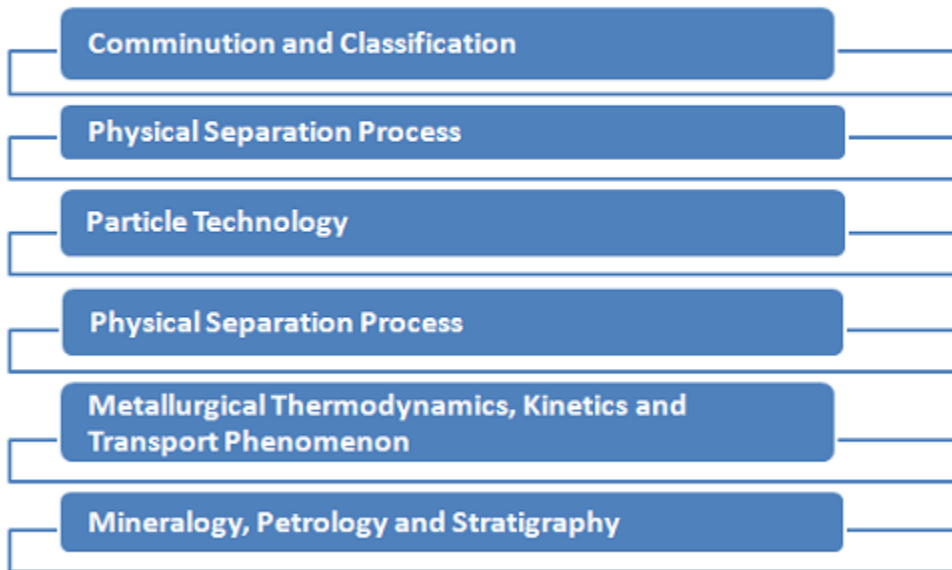 Comminution and Classification
Physical Separation Process
Particle Technology
Physical Separation Process
Metallurgical Thermodynamics, Kinetics and
Transport Phenomenon
Mineralogy, Petrology and Stratigraphy